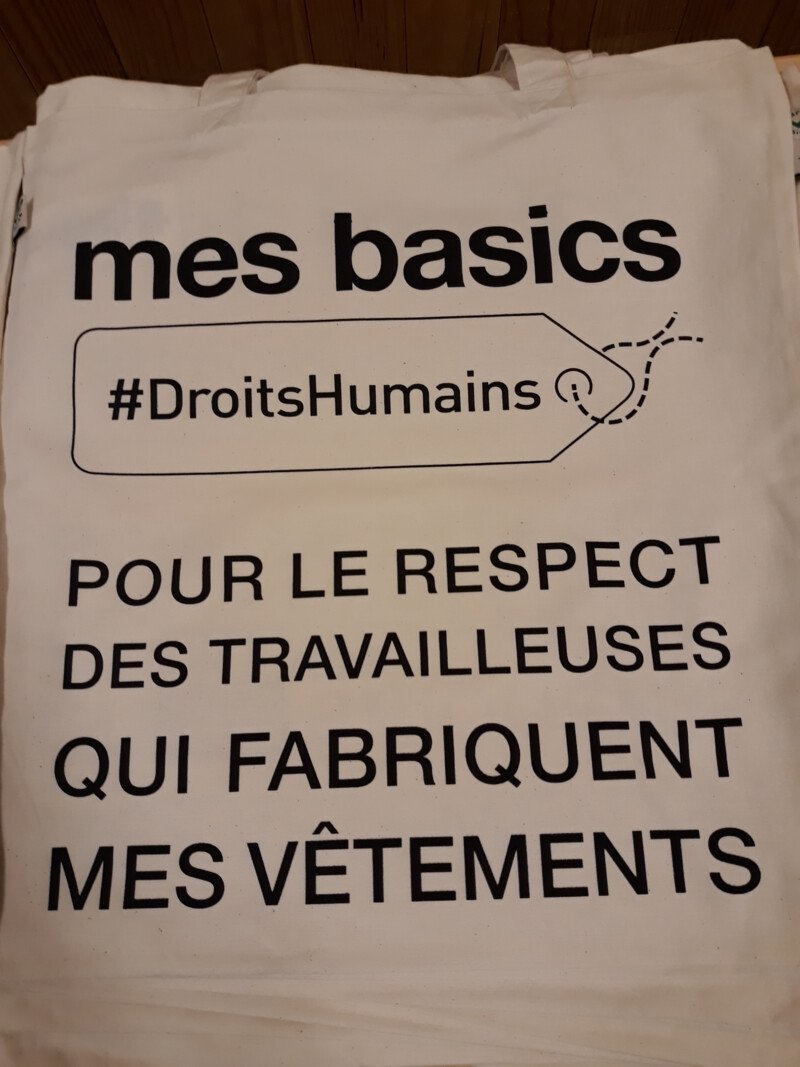 mes basics
#DroitsHumains
POUR LE RESPECT
DES TRAVAILLEUSES
QUI FABRIQUENT
MES VÊTEMENTS